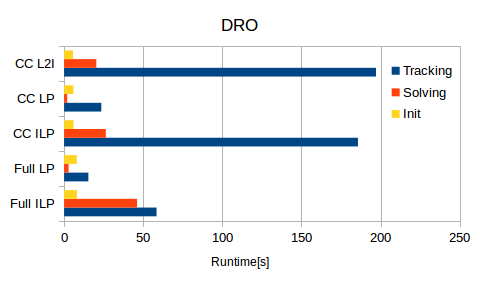 DRO
CC L2I
CC LP
CC ILP
Full LP
Full ILP
Tracking
Solving
Init
0 50 100 150 200 250
Runtime[s]